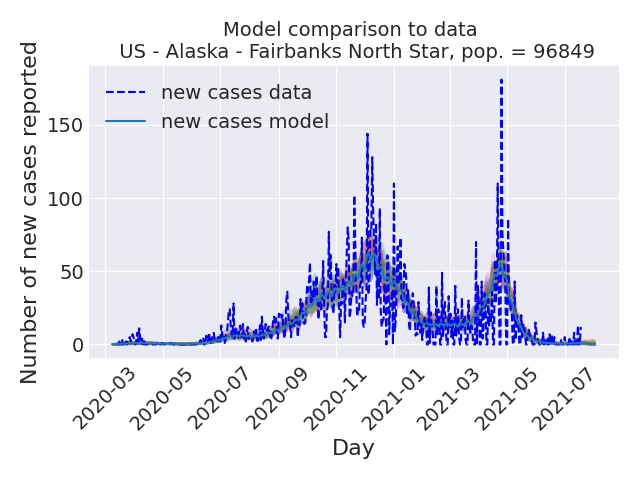 Model comparison to data
US - Alaska - Fairbanks North Star, pop. = 96849
Number of new cases reported
new cases data
new cases model
150
100
50
0
2020-03
2020-05
2020-07
2020-09
2020-11
2021-01
2021-03
2021-05
2021-07
Day